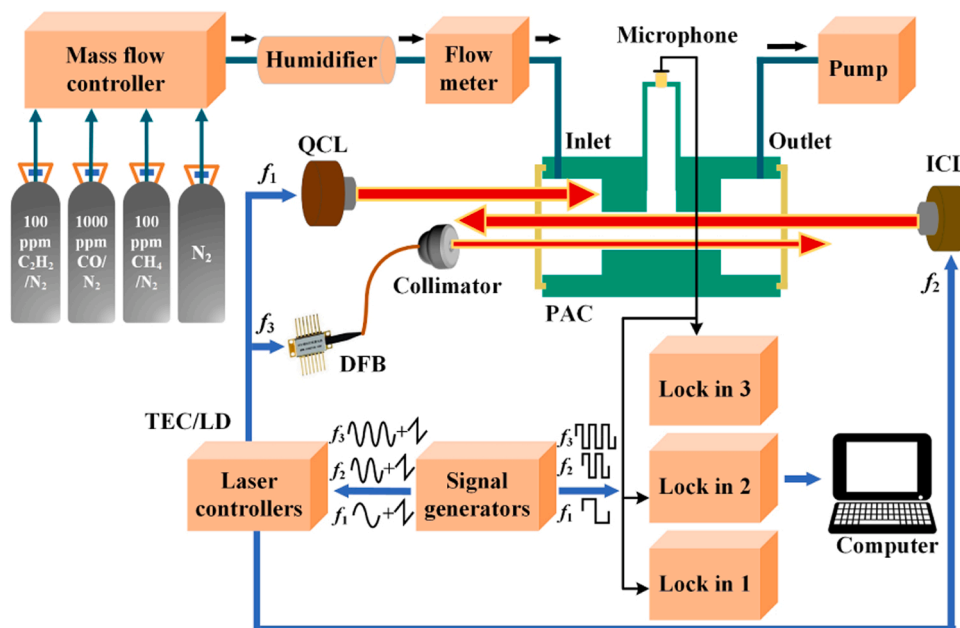 Mass flow
controller
Humidifier
Flow
meter
Microphone
Pump
Inlet
Outlet
QCL
ICL
f1
100
ppm
C2H2
/N2
1000
ppm
CO/
N2
100
ppm
CH4
/N2
N2
Collimator
PAC
f2
f3
DFB
Lock in 3
TEC/LD
f3
+
f3
Laser
controllers
f2
+
Signal
generators
f2
Lock in 2
f1
+
f1
Computer
Lock in 1